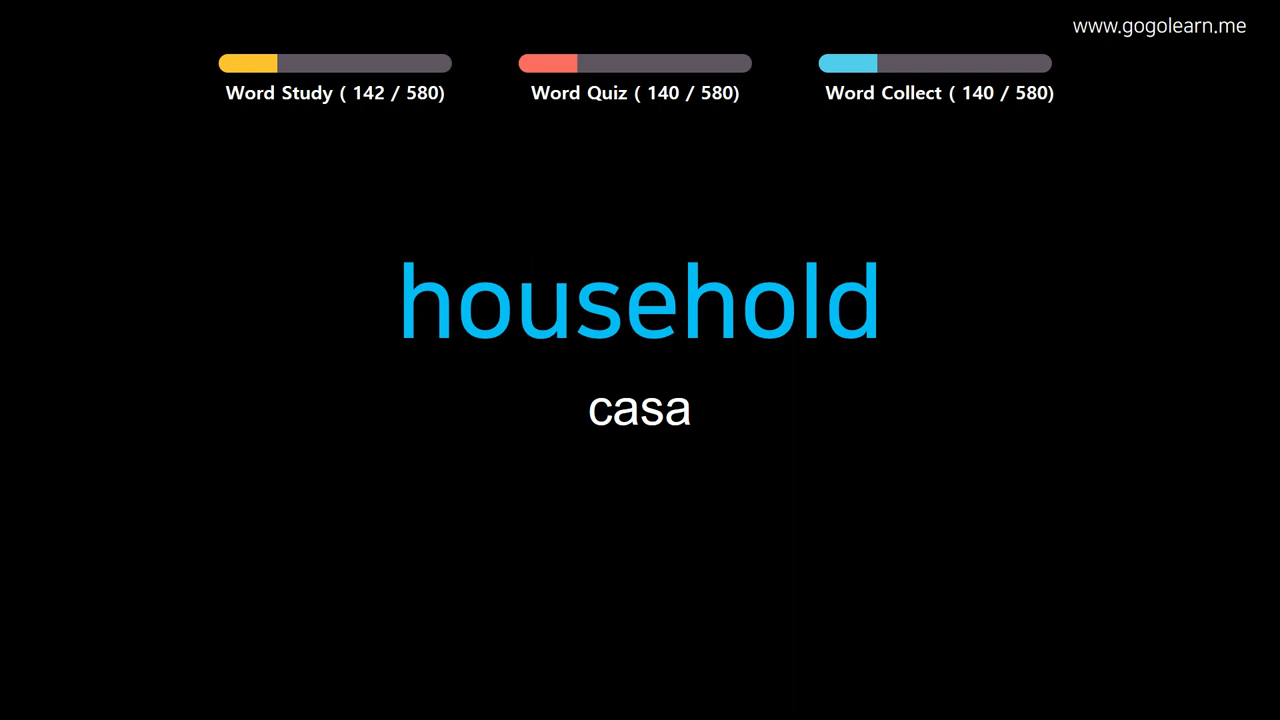 www.gogolearn.me
Word Study ( 142 / 580)
Word Quiz ( 140 / 580)
Word Collect ( 140 / 580)
household
casa